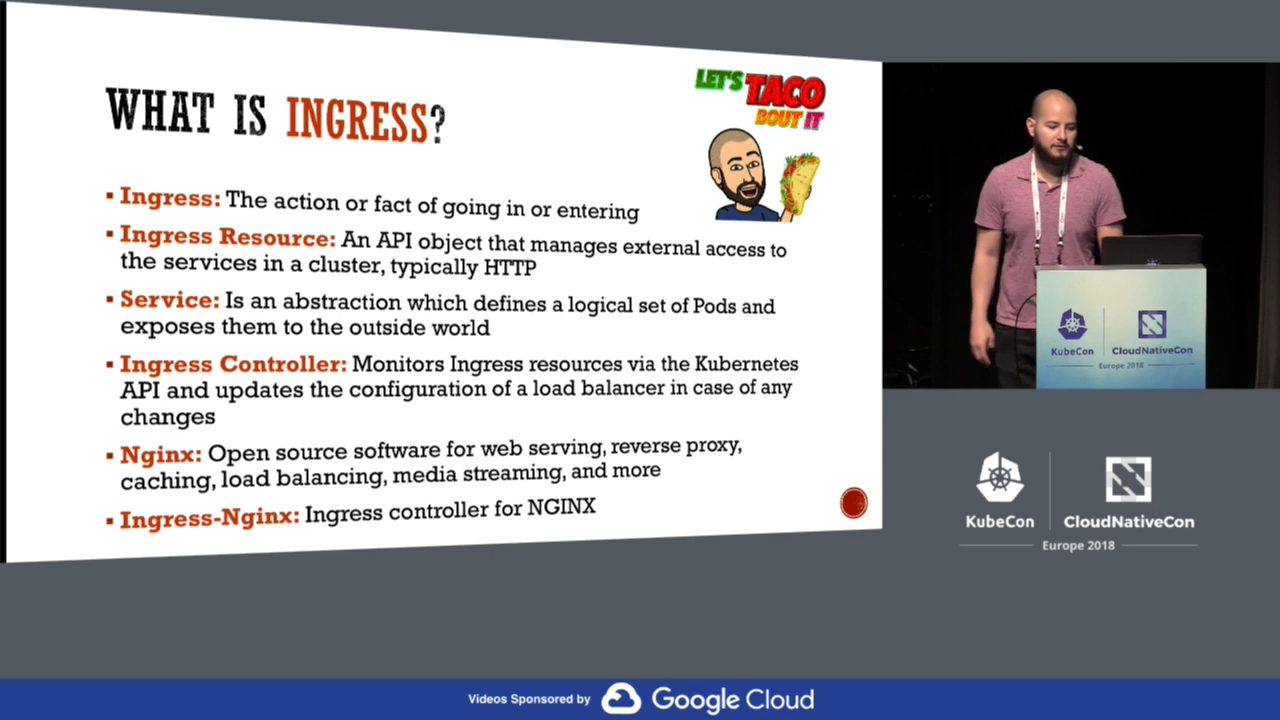 WHAT IS INGRESS?
LET'S TACO
BOUT IT
▪ Ingress: The action or fact of going in or entering
▪ Ingress Resource: An API object that manages external access to
the services in a cluster, typically HTTP
▪ Service: Is an abstraction which defines a logical set of Pods and
exposes them to the outside world
▪ Ingress Controller: Monitors Ingress resources via the Kubernetes
API and updates the configuration of a load balancer in case of any
changes
▪ Nginx: Open source software for web serving, reverse proxy,
caching, load balancing, media streaming, and more
▪ Ingress-Nginx: Ingress controller for NGINX
KubeCon
CloudNativeCon
Europe 2018
KubeCon
CloudNativeCon
Europe 2018
Videos Sponsored by Google Cloud